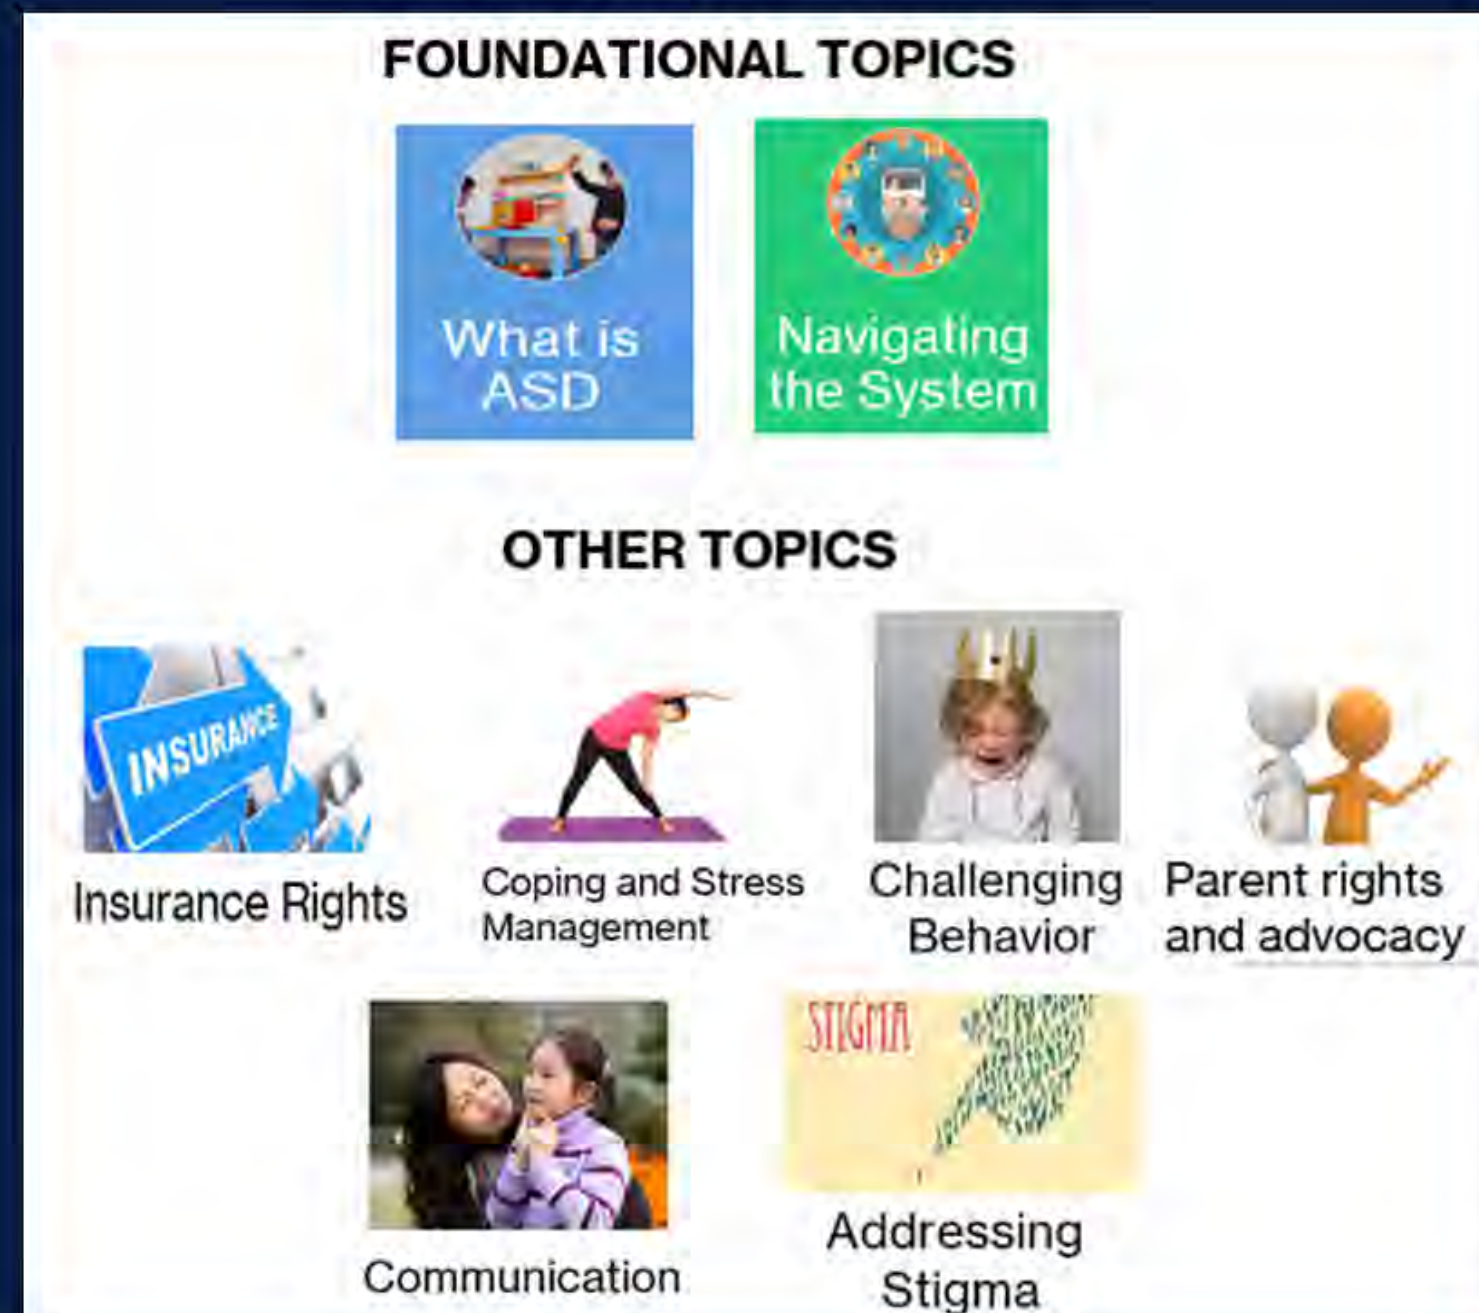 FOUNDATIONAL TOPICS
What is
ASD
Navigating
the System
OTHER TOPICS
INSURANCE
Insurance Rights
Coping and Stress
Management
Challenging
Behavior
Parent rights
and advocacy
STIGMA
Communication
Addressing
Stigma